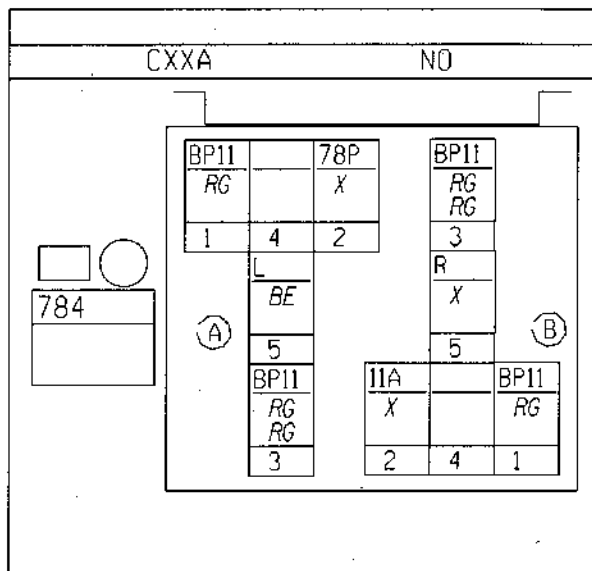 CXXA NO
BP11 78P BP11
RG X RG
RG
1 4 2 3
L R
BE X
784
A B
5 5
BP11 11A BP11
RG X RG
RG
3 2 4 1